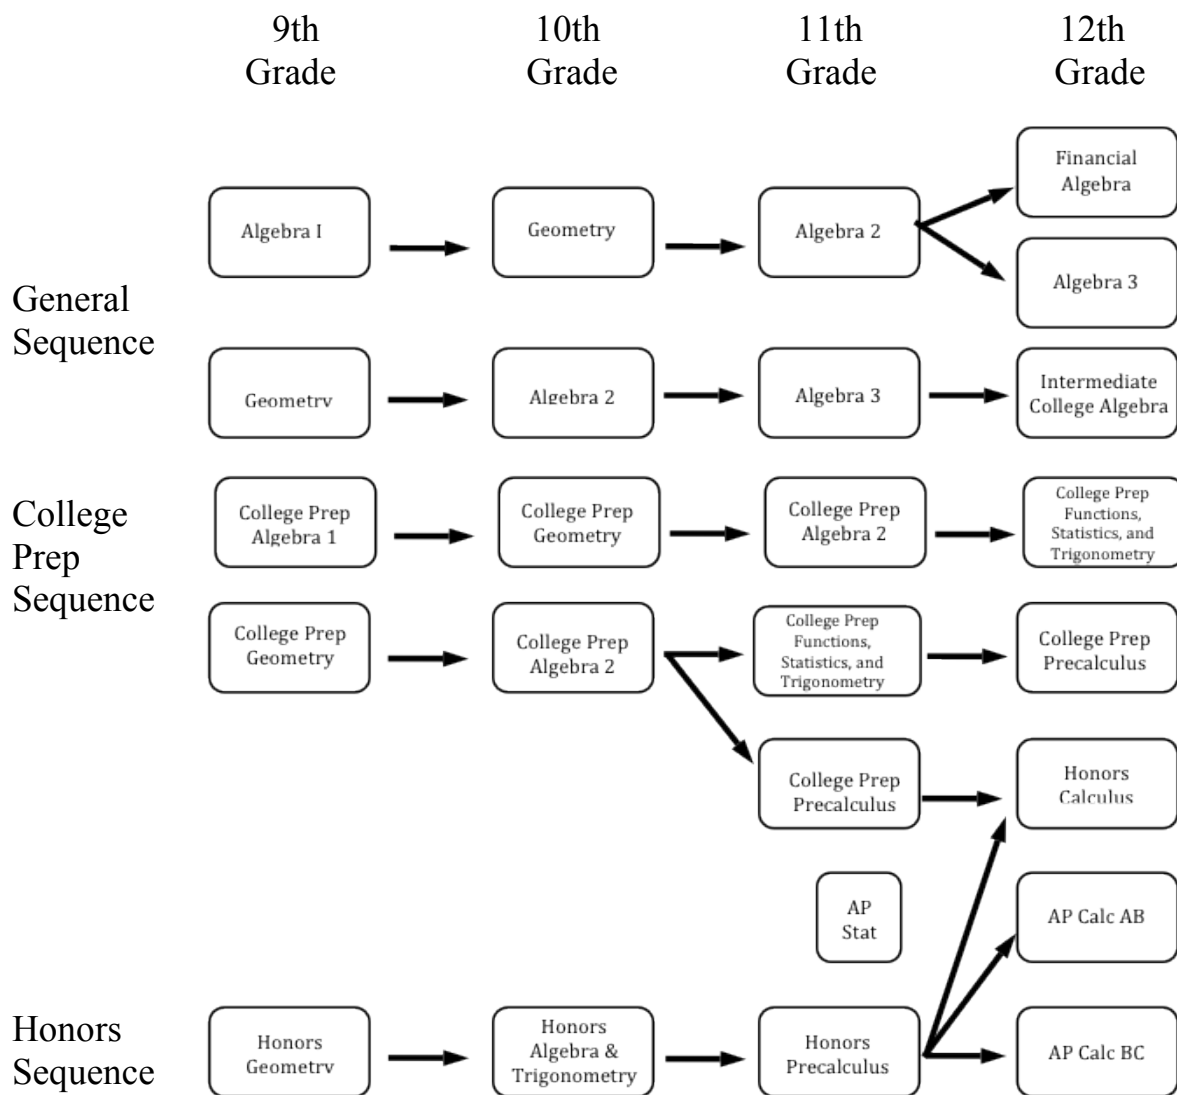 9th
Grade
10th
Grade
11th
Grade
12th
Grade
General
Sequence
Algebra I
Geometry
Algebra 2
Financial
Algebra
Algebra 3
Geometry
Algebra 2
Algebra 3
Intermediate
College Algebra
College
Prep
Sequence
College Prep
Algebra 1
College Prep
Geometry
College Prep
Algebra 2
College Prep
Functions,
Statistics, and
Trigonometry
College Prep
Geometry
College Prep
Algebra 2
College Prep
Functions,
Statistics, and
Trigonometry
College Prep
Precalculus
College Prep
Precalculus
Honors
Calculus
AP
Stat
AP Calc AB
Honors
Sequence
Honors
Geometry
Honors
Algebra &
Trigonometry
Honors
Precalculus
AP Calc BC